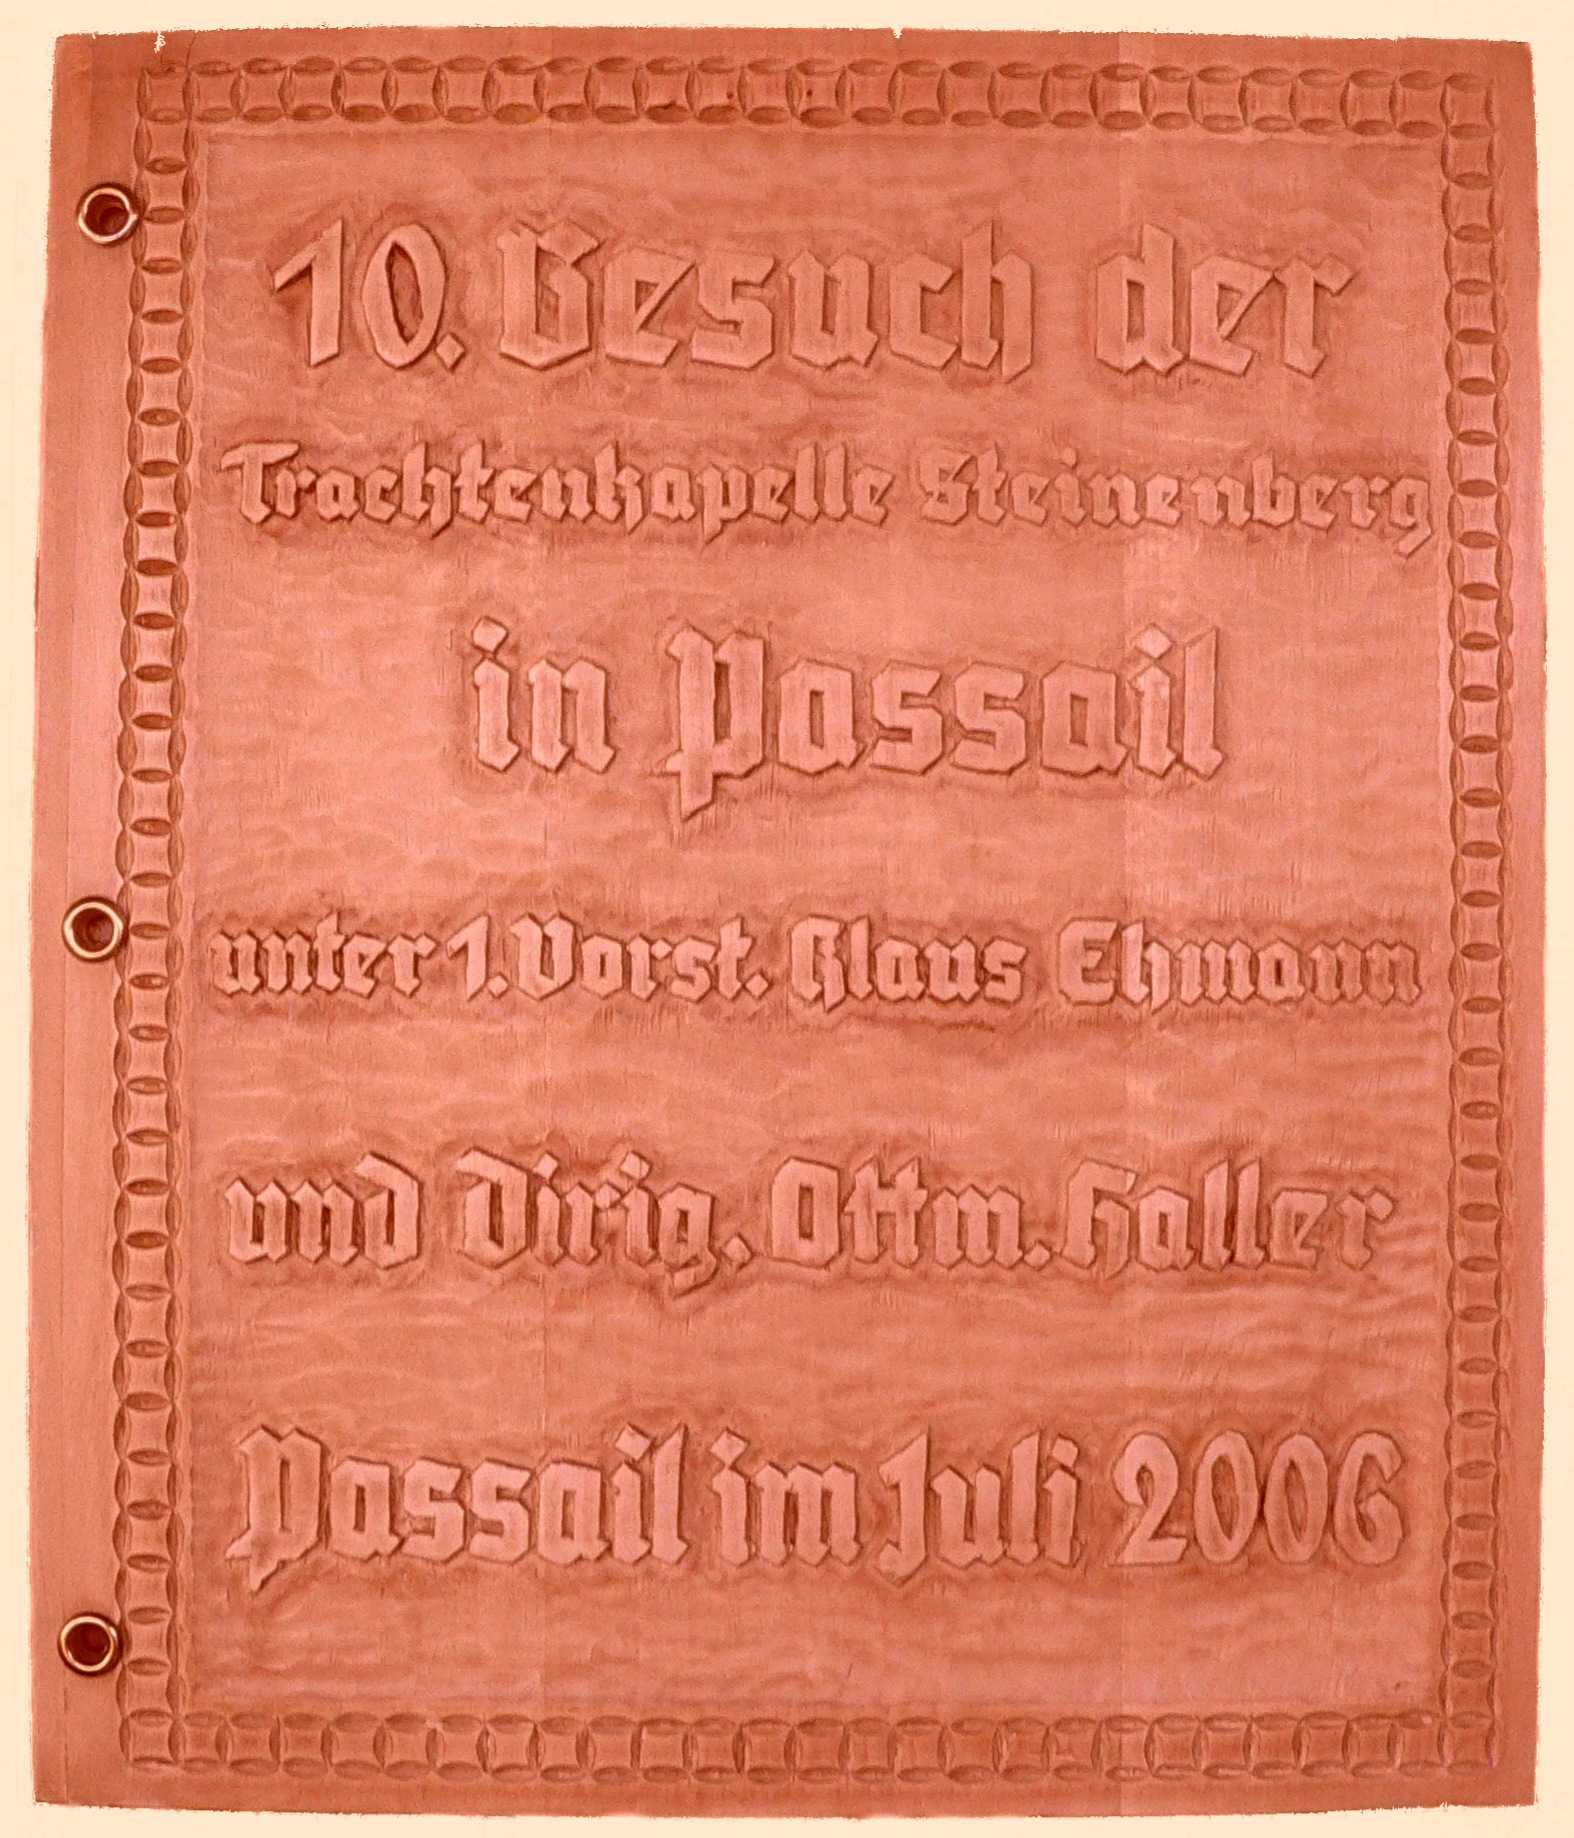 10. Besuch der
Trachtenkapelle Steinenberg
in Passail
unter 1. Vorst. Klaus Ehmann
und Dirig. Ottm. Haller
Passail im Juli 2006